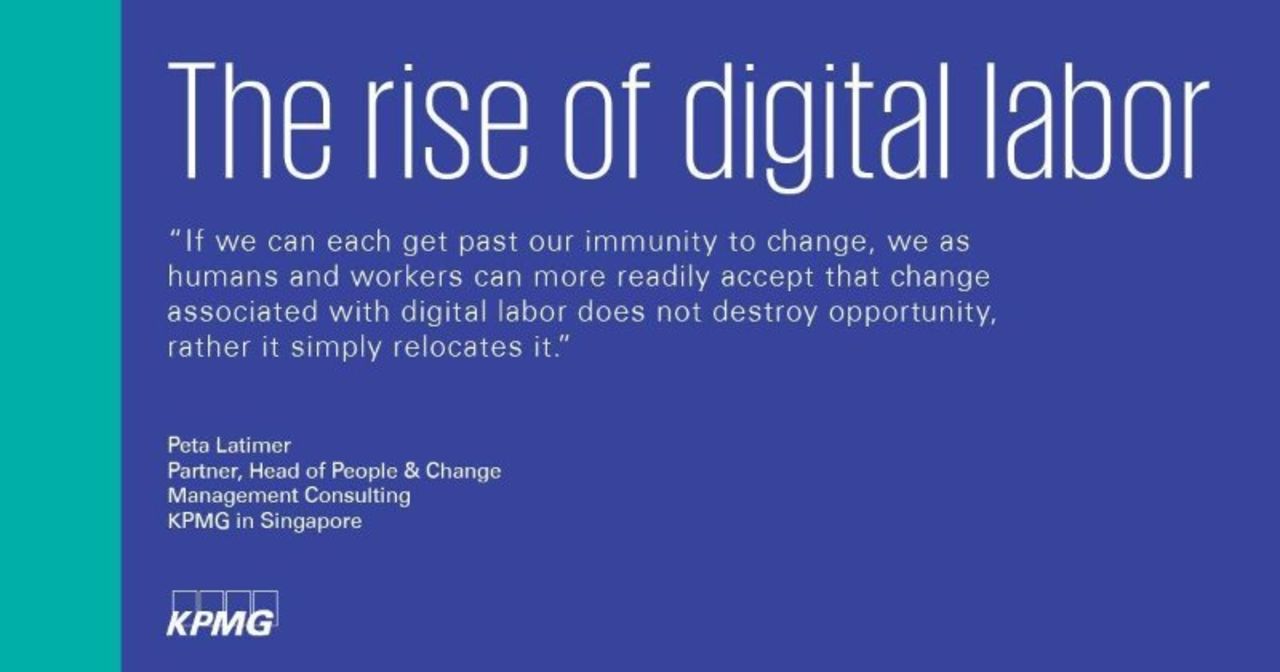 The rise of digital labor
“If we can each get past our immunity to change, we as
humans and workers can more readily accept that change
associated with digital labor does not destroy opportunity,
rather it simply relocates it.”
Peta Latimer
Partner, Head of People & Change
Management Consulting
KPMG in Singapore
KPMG